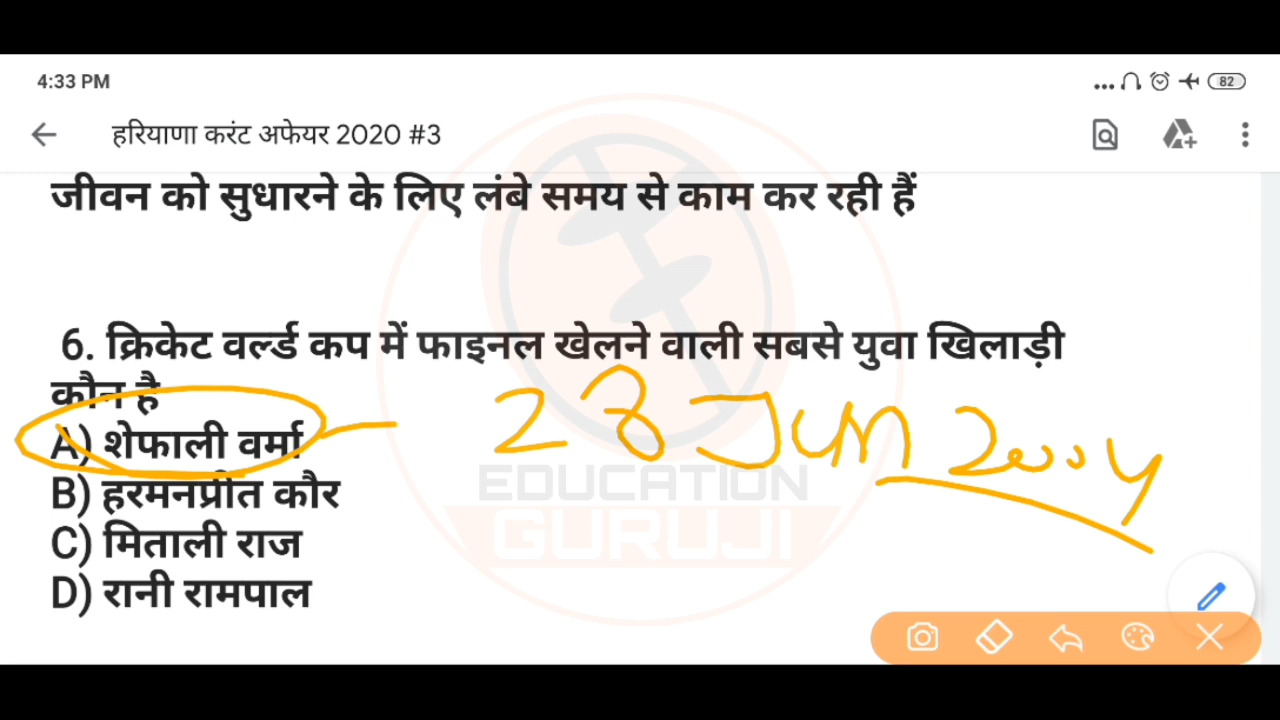 4:33 PM
82
हरियाणा करंट अफेयर 2020 #3
जीवन को सुधारने के लिए लंबे समय से काम कर रही हैं
6. क्रिकेट वर्ल्ड कप में फाइनल खेलने वाली सबसे युवा खिलाड़ी
कौन है
A) शेफाली वर्मा
28 Jun 2004
B) हरमनप्रीत कौर
C) मिताली राज
D) रानी रामपाल
EDUCATION
GURUJI